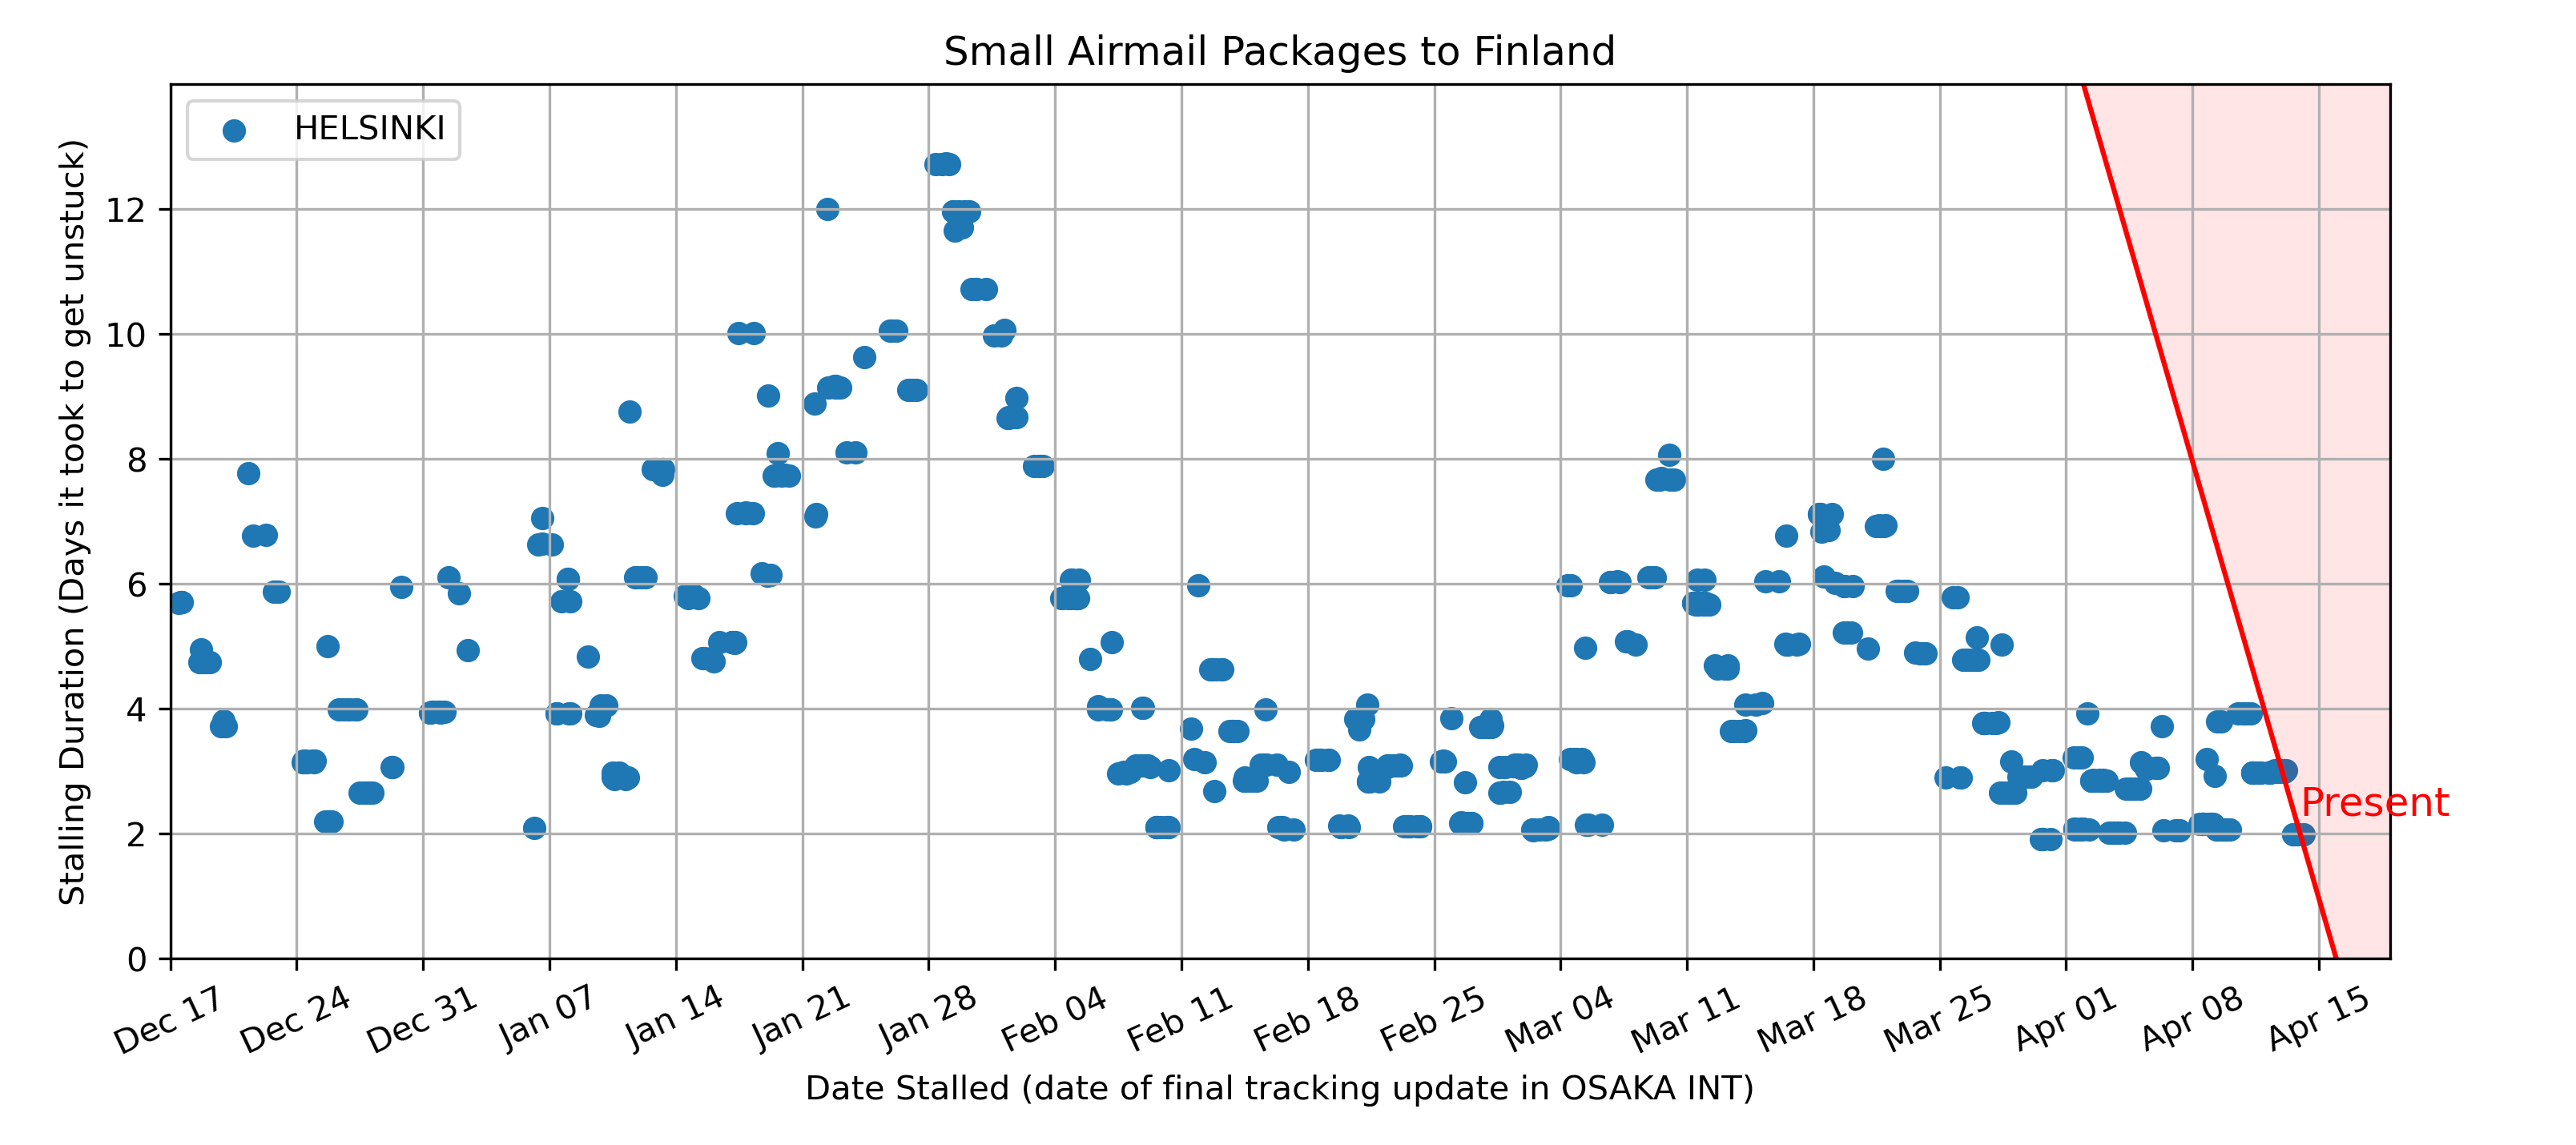 Small Airmail Packages to Finland
HELSINKI
Stalling Duration (Days it took to get unstuck)
12
10
8
6
4
2
0
Present
Dec 17
Dec 24
Dec 31
Jan 07
Jan 14
Jan 21
Jan 28
Feb 04
Feb 11
Feb 18
Feb 25
Mar 04
Mar 11
Mar 18
Mar 25
Apr 01
Apr 08
Apr 15
Date Stalled (date of final tracking update in OSAKA INT)